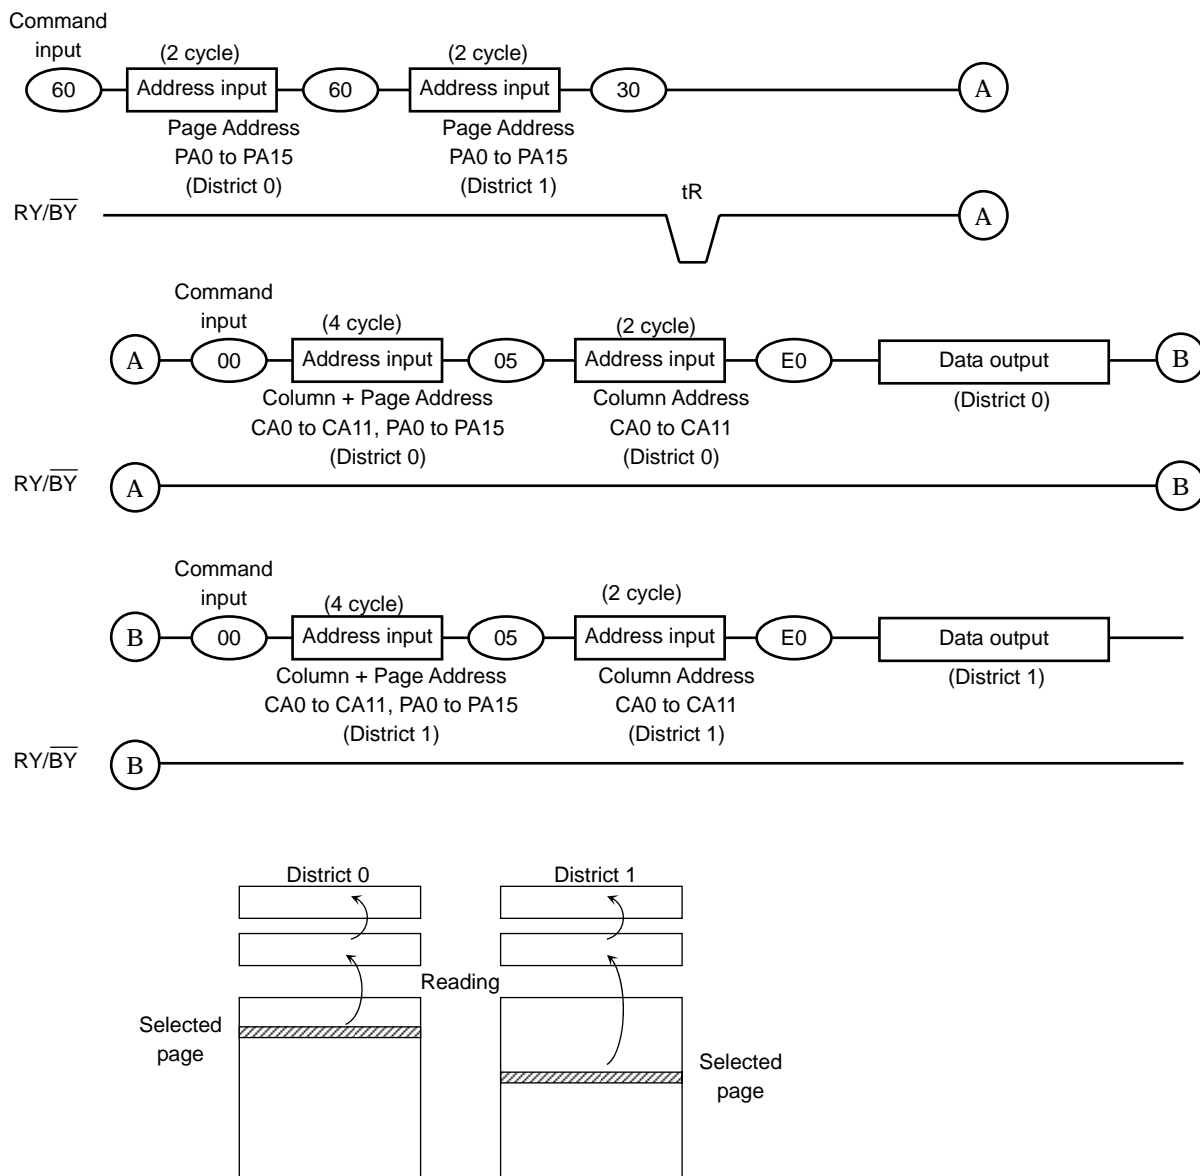 Command
input
(2 cycle)
(2 cycle)
60
Address input
60
Address input
30
A
Page Address
PA0 to PA15
(District 0)
Page Address
PA0 to PA15
(District 1)
tR
RY/B̅Y̅
A
Command
input
(4 cycle)
(2 cycle)
A
00
Address input
05
Address input
E0
Data output
B
Column + Page Address
CA0 to CA11, PA0 to PA15
(District 0)
Column Address
CA0 to CA11
(District 0)
(District 0)
RY/B̅Y̅
A
B
Command
input
(4 cycle)
(2 cycle)
B
00
Address input
05
Address input
E0
Data output
Column + Page Address
CA0 to CA11, PA0 to PA15
(District 1)
Column Address
CA0 to CA11
(District 1)
(District 1)
RY/B̅Y̅
B
District 0
District 1
Reading
Selected
page
Selected
page